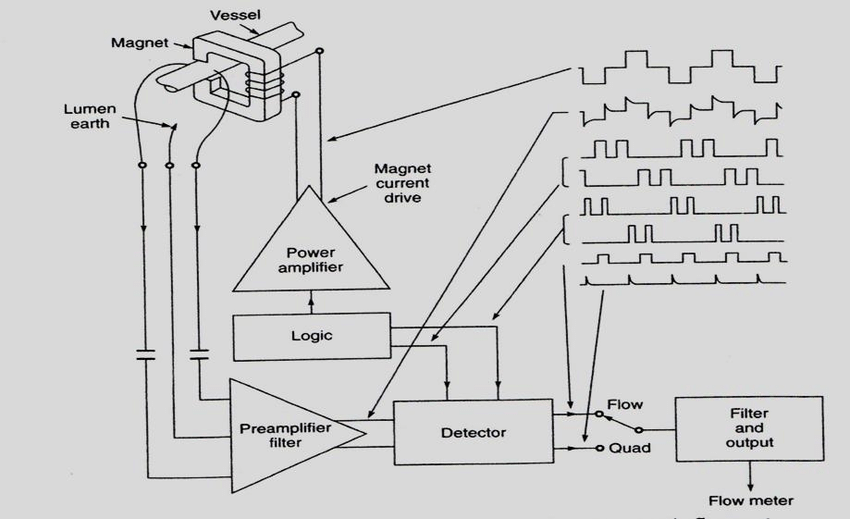 Vessel
Magnet
Lumen
earth
Magnet
current
drive
Power
amplifier
Logic
Preamplifier
filter
Detector
Flow
Quad
Filter
and
output
Flow meter